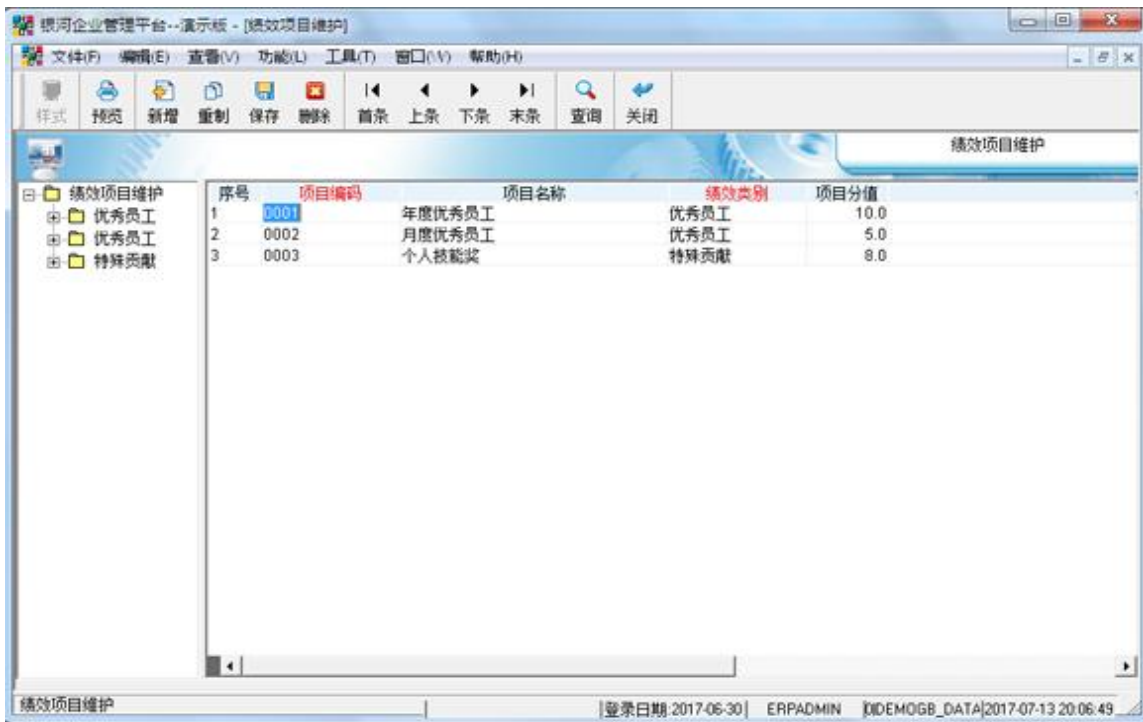 银河企业管理平台--演示版 - [绩效项目维护]
文件(F) 编辑(E) 查看(V) 功能(L) 工具(T) 窗口(W) 帮助(H)
样式 预览 新增 重制 保存 删除 首条 上条 下条 末条 查询 关闭
绩效项目维护
绩效项目维护
优秀员工
优秀员工
特殊贡献
序号 项目编码 项目名称 绩效类别 项目分值
1 0001 年度优秀员工 优秀员工 10.0
2 0002 月度优秀员工 优秀员工 5.0
3 0003 个人技能奖 特殊贡献 8.0
绩效项目维护 登录日期:2017-06-30 ERPADMIN DEMOGB_DATA 2017-07-13 20:06:49